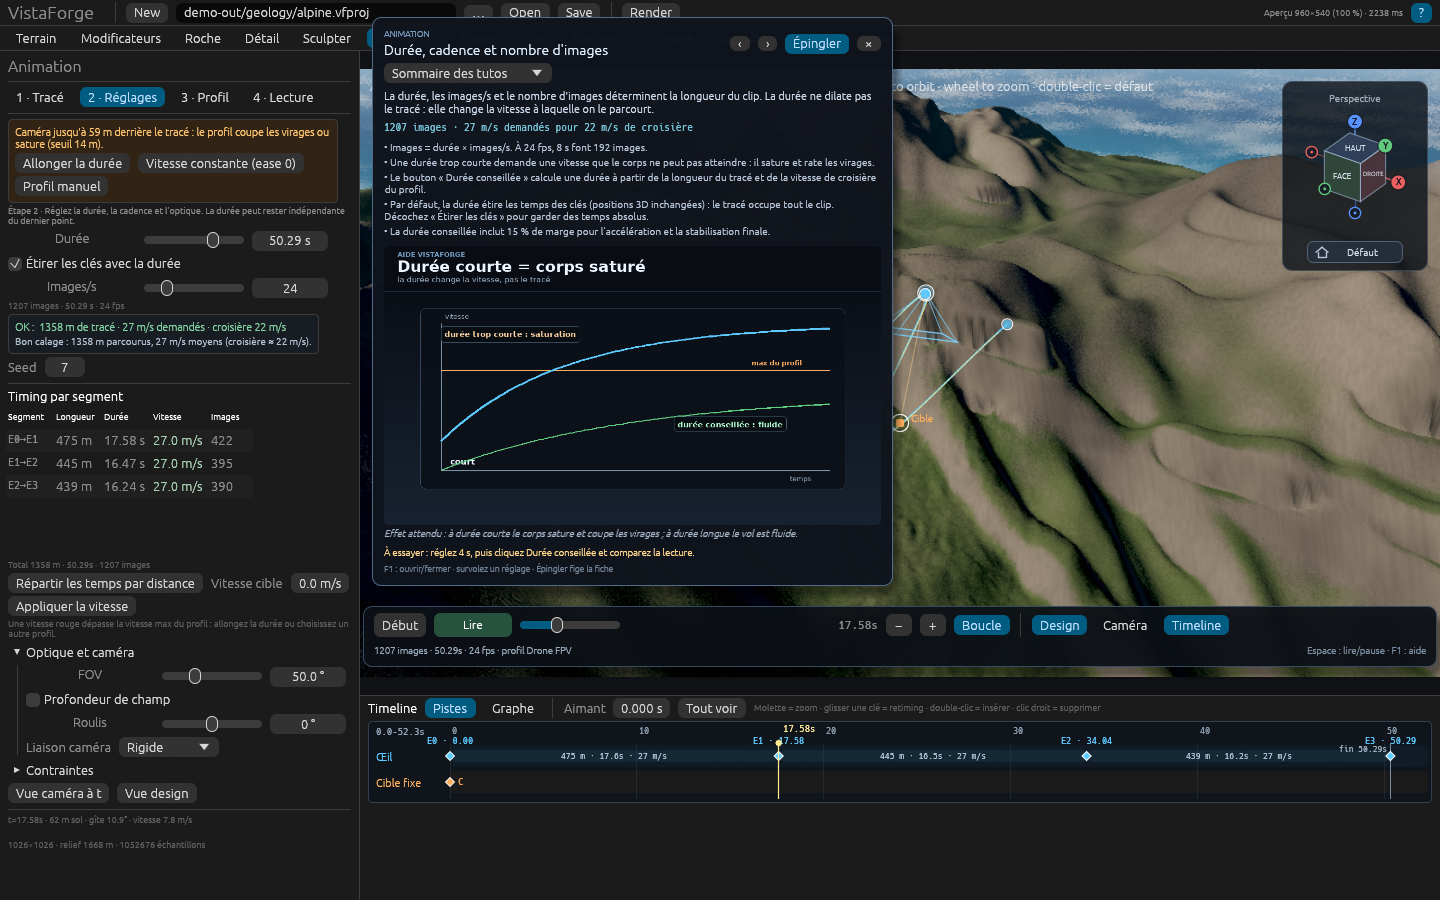 VistaForge
New
demo-out/geology/alpine.vfproj
...
Open
Save
Render
Aperçu 960×540 (100 %) · 2238 ms
?
Terrain
Modificateurs
Roche
Détail
Sculpter
Animation
1 · Tracé
2 · Réglages
3 · Profil
4 · Lecture
Caméra jusqu'à 59 m derrière le tracé : le profil coupe les virages ou
sature (seuil 14 m).
Allonger la durée
Vitesse constante (ease 0)
Profil manuel
Étape 2 · Réglez la durée, la cadence et l'optique. La durée peut rester indépendante
du dernier point.
Durée
50.29 s
Étirer les clés avec la durée
Images/s
24
1207 images · 50.29 s · 24 fps
OK : 1358 m de tracé · 27 m/s demandés · croisière 22 m/s
Bon calage : 1358 m parcourus, 27 m/s moyens (croisière ≈ 22 m/s).
Seed
7
Timing par segment
Segment Longueur Durée Vitesse Images
E0→E1 475 m 17.58 s 27.0 m/s 422
E1→E2 445 m 16.47 s 27.0 m/s 395
E2→E3 439 m 16.24 s 27.0 m/s 390
Total 1358 m · 50.29s · 1207 images
Répartir les temps par distance
Vitesse cible
0.0 m/s
Appliquer la vitesse
Une vitesse rouge dépasse la vitesse max du profil : allongez la durée ou choisissez un
autre profil.
Optique et caméra
FOV
50.0 °
Profondeur de champ
Roulis
0 °
Liaison caméra
Rigide
Contraintes
Vue caméra à t
Vue design
t=17.58s · 62 m sol · gîte 10.9° · vitesse 7.8 m/s
1026×1026 · relief 1668 m · 1052676 échantillons
ANIMATION
Durée, cadence et nombre d'images
‹
›
Épingler
×
Sommaire des tutos
La durée, les images/s et le nombre d'images déterminent la longueur du clip. La durée ne dilate pas
le tracé : elle change la vitesse à laquelle on le parcourt.
1207 images · 27 m/s demandés pour 22 m/s de croisière
• Images = durée × images/s. À 24 fps, 8 s font 192 images.
• Une durée trop courte demande une vitesse que le corps ne peut pas atteindre : il sature et rate les virages.
• Le bouton « Durée conseillée » calcule une durée à partir de la longueur du tracé et de la vitesse de croisière
du profil.
• Par défaut, la durée étire les temps des clés (positions 3D inchangées) : le tracé occupe tout le clip.
Décochez « Étirer les clés » pour garder des temps absolus.
• La durée conseillée inclut 15 % de marge pour l'accélération et la stabilisation finale.
AIDE VISTAFORGE
Durée courte = corps saturé
la durée change la vitesse, pas le tracé
vitesse
durée trop courte : saturation
max du profil
durée conseillée : fluide
court
temps
Effet attendu : à durée courte le corps sature et coupe les virages ; à durée longue le vol est fluide.
À essayer : réglez 4 s, puis cliquez Durée conseillée et comparez la lecture.
F1 : ouvrir/fermer · survolez un réglage · Épingler fige la fiche
to orbit · wheel to zoom · double-clic = défaut
Perspective
Z
HAUT
Y
FACE
DROITE
X
Défaut
Cible
Début
Lire
17.58s
−
+
Boucle
Design
Caméra
Timeline
1207 images · 50.29s · 24 fps · profil Drone FPV
Espace : lire/pause · F1 : aide
Timeline
Pistes
Graphe
Aimant
0.000 s
Tout voir
Molette = zoom · glisser une clé = retiming · double-clic = insérer · clic droit = supprimer
0.0-52.3s
0
10
17.58s
20
30
40
50
E0 · 0.00
E1 · 17.58
E2 · 34.04
E3 · 50.29
fin 50.29s
Œil
475 m · 17.6s · 27 m/s
445 m · 16.5s · 27 m/s
439 m · 16.2s · 27 m/s
Cible fixe
C